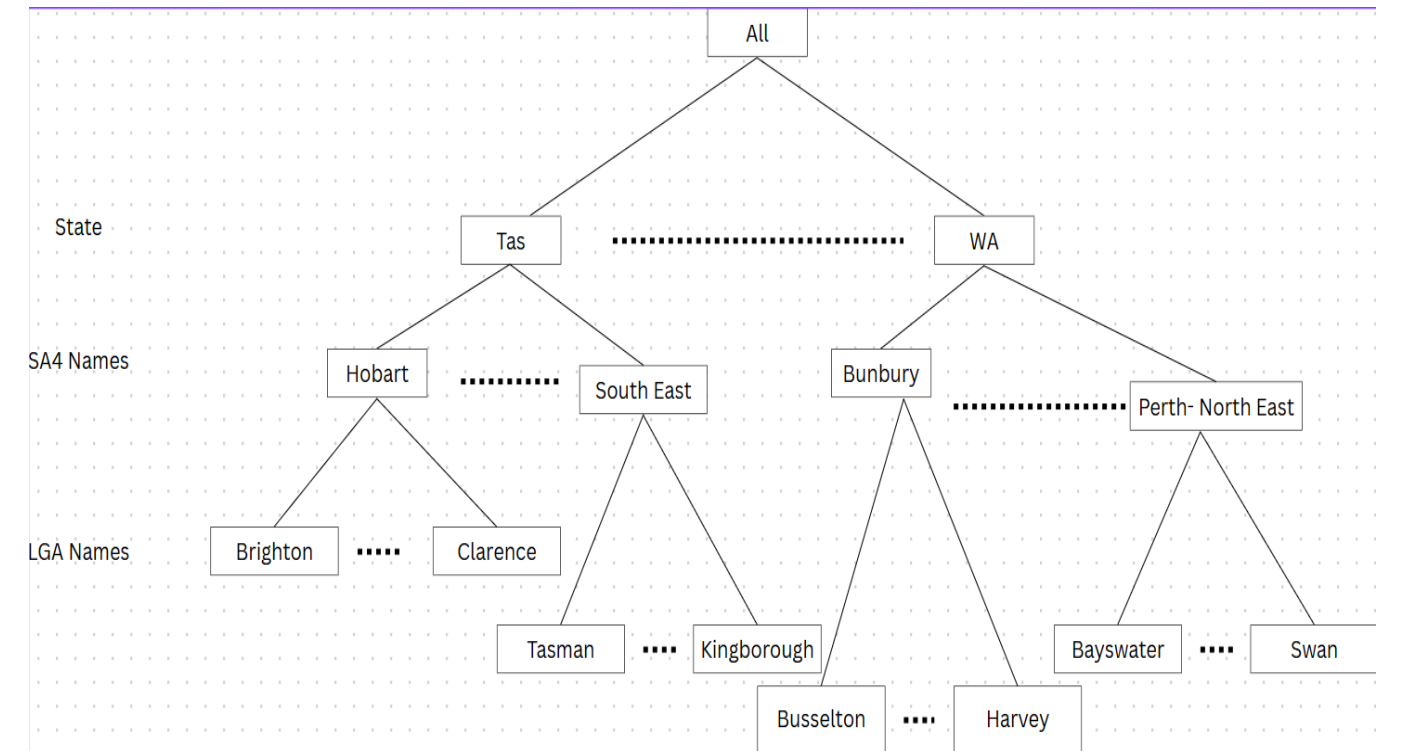 All
State
Tas
WA
SA4 Names
Hobart
South East
Bunbury
Perth- North East
LGA Names
Brighton
Clarence
Tasman
Kingborough
Bayswater
Swan
Busselton
Harvey